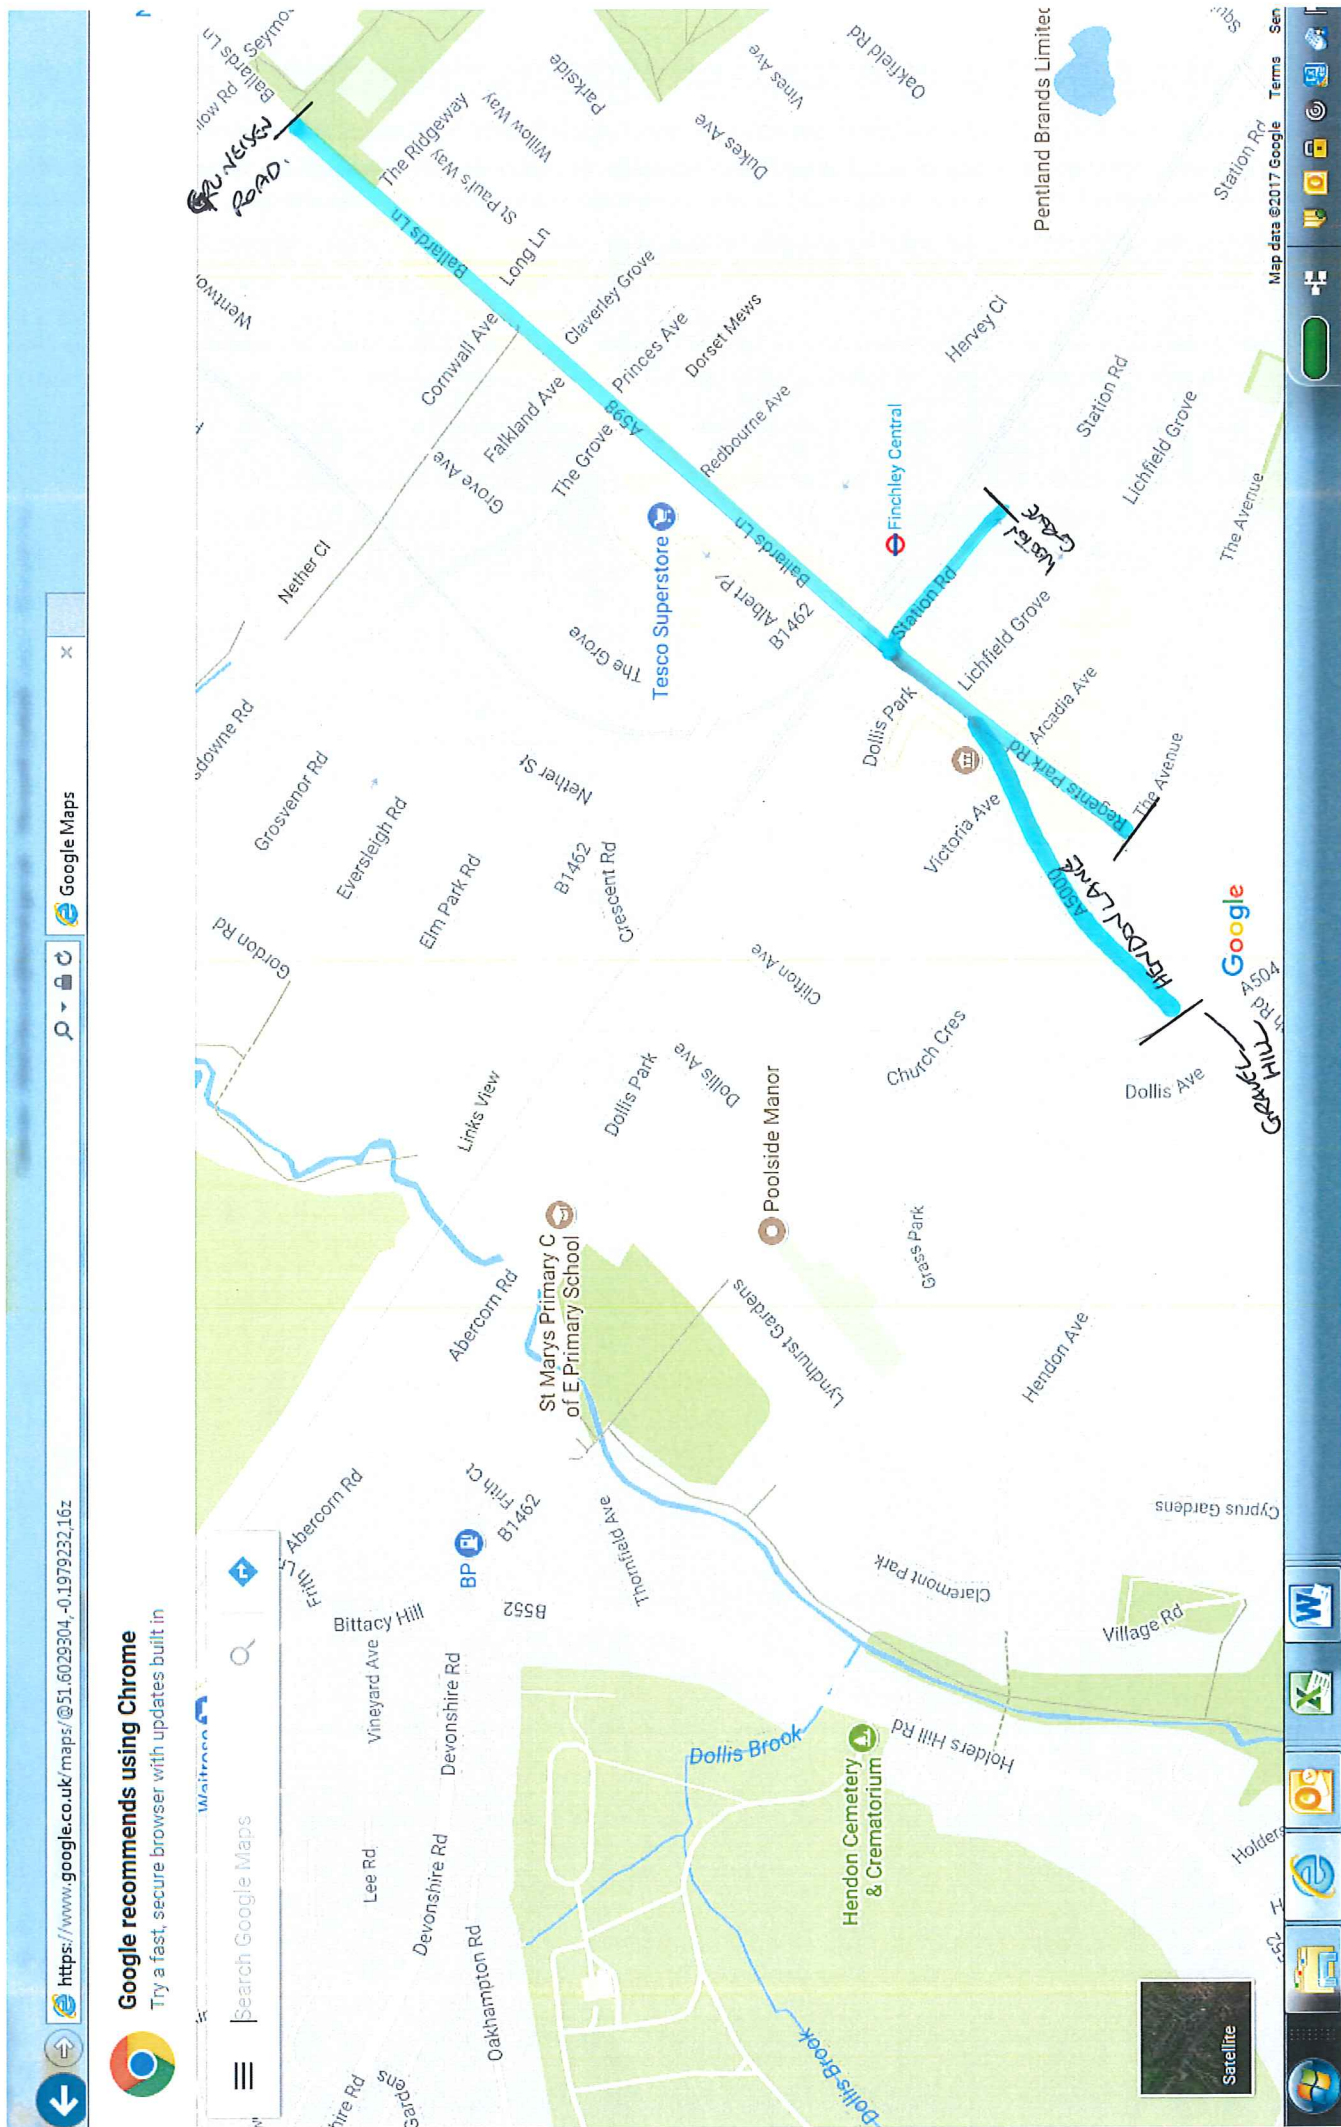 https://www.google.co.uk/maps/@51.6029304,-0.1979232,16z
Google Maps
Google recommends using Chrome
Try a fast, secure browser with updates built in
Search Google Maps
Waitrose
Lee Rd
Vineyard Ave
Bittacy Hill
Frith Ln
Abercorn Rd
Devonshire Rd
Devonshire Rd
Oakhampton Rd
BP
Frith Ct
B1462
B552
Thornfield Ave
Abercorn Rd
Links View
St Marys Primary C
of E Primary School
Gordon Rd
Grosvenor Rd
Eversleigh Rd
Elm Park Rd
B1462
Crescent Rd
Nether St
Nether Cl
The Grove
Tesco Superstore
Albert Pl
B1462
Grove Ave
Cornwall Ave
Falkland Ave
The Grove
Long Ln
Claverley Grove
Princes Ave
Dorset Mews
Redbourne Ave
A598
Ballards Ln
Ballards Ln
Ballards Ln
GRUNEISEN
ROAD.
The Ridgeway
St Paul's Way
Willow Way
Parkside
Dukes Ave
Vines Ave
Oakfield Rd
Pentland Brands Limited
Station Rd
Hervey Cl
Station Rd
Lichfield Grove
The Avenue
Finchley Central
Station Rd
WOOTON
GROVE
Lichfield Grove
Dollis Park
Arcadia Ave
Regents Park Rd
The Avenue
Victoria Ave
A5000
HENDON LANE
GRAVEL
HILL
A504
Google
Dollis Park
Dollis Ave
Clifton Ave
Church Cres
Dollis Ave
Poolside Manor
Lyndhurst Gardens
Grass Park
Hendon Ave
Cyprus Gardens
Claremont Park
Village Rd
Holders Hill Rd
Dollis Brook
Hendon Cemetery
& Crematorium
Dollis Brook
Satellite
Map data ©2017 Google Terms